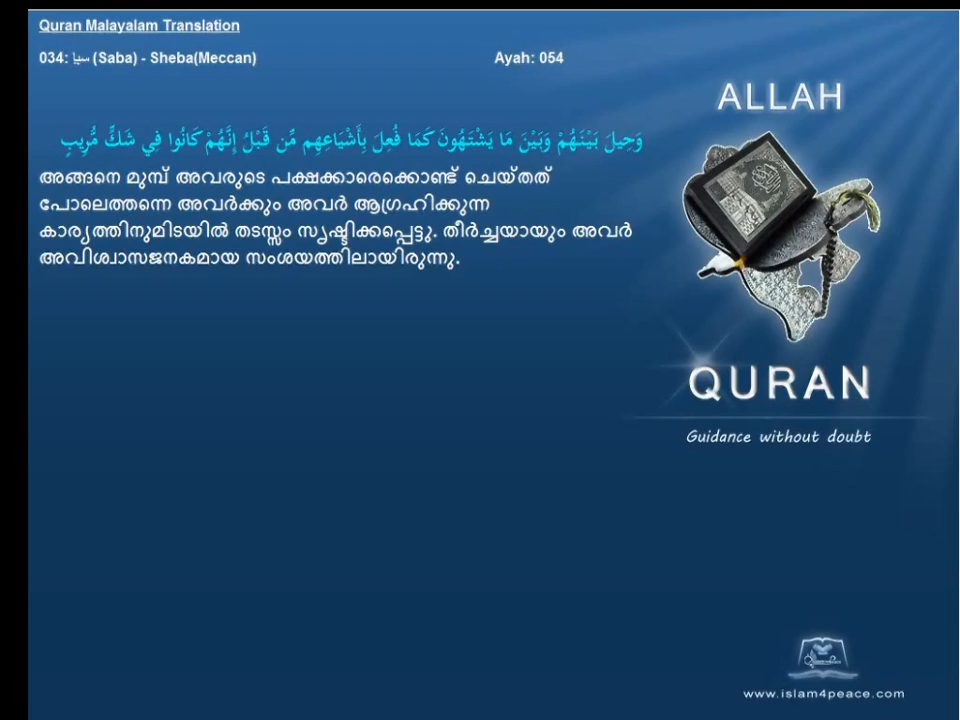 Quran Malayalam Translation
034: سبإ (Saba) - Sheba(Meccan) Ayah: 054
ALLAH
وَحِيلَ بَيْنَهُمْ وَبَيْنَ مَا يَشْتَهُونَ كَمَا فُعِلَ بِأَشْيَاعِهِم مِّن قَبْلُ إِنَّهُمْ كَانُوا فِي شَكٍّ مُّرِيبٍ
അങ്ങനെ മുമ്പ് അവരുടെ പക്ഷക്കാരെക്കൊണ്ട് ചെയ്തത്
പോലെത്തന്നെ അവര്‍ക്കും അവര്‍ ആഗ്രഹിക്കുന്ന
കാര്യത്തിനുമിടയില്‍ തടസ്സം സൃഷ്ടിക്കപ്പെട്ടു. തീര്‍ച്ചയായും അവര്‍
അവിശ്വാസജനകമായ സംശയത്തിലായിരുന്നു.
QURAN
Guidance without doubt
www.islam4peace.com